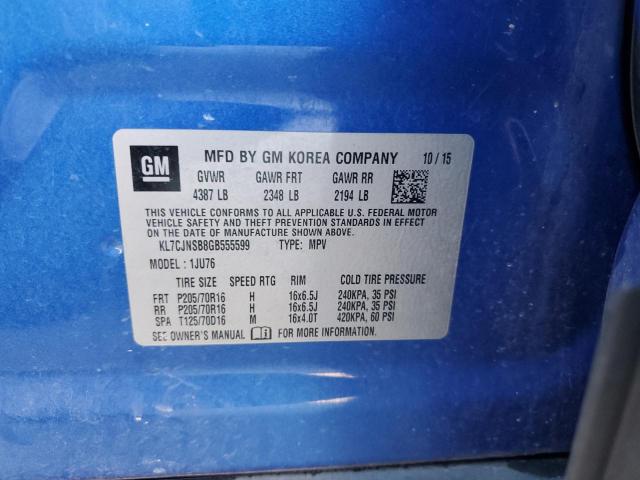 GM MFD BY GM KOREA COMPANY 10/15
GVWR GAWR FRT GAWR RR
4387 LB 2348 LB 2194 LB
THIS VEHICLE CONFORMS TO ALL APPLICABLE U.S. FEDERAL MOTOR
VEHICLE SAFETY AND THEFT PREVENTION STANDARDS IN EFFECT
ON THE DATE OF MANUFACTURE SHOWN ABOVE.
KL7CJNSB8GB555599 TYPE: MPV
MODEL : 1JU76
TIRE SIZE SPEED RTG RIM COLD TIRE PRESSURE
FRT P205/70R16 H 16x6.5J 240KPA, 35 PSI
RR P205/70R16 H 16x6.5J 240KPA, 35 PSI
SPA T125/70D16 M 16x4.0T 420KPA, 60 PSI
SEE OWNER'S MANUAL FOR MORE INFORMATION.